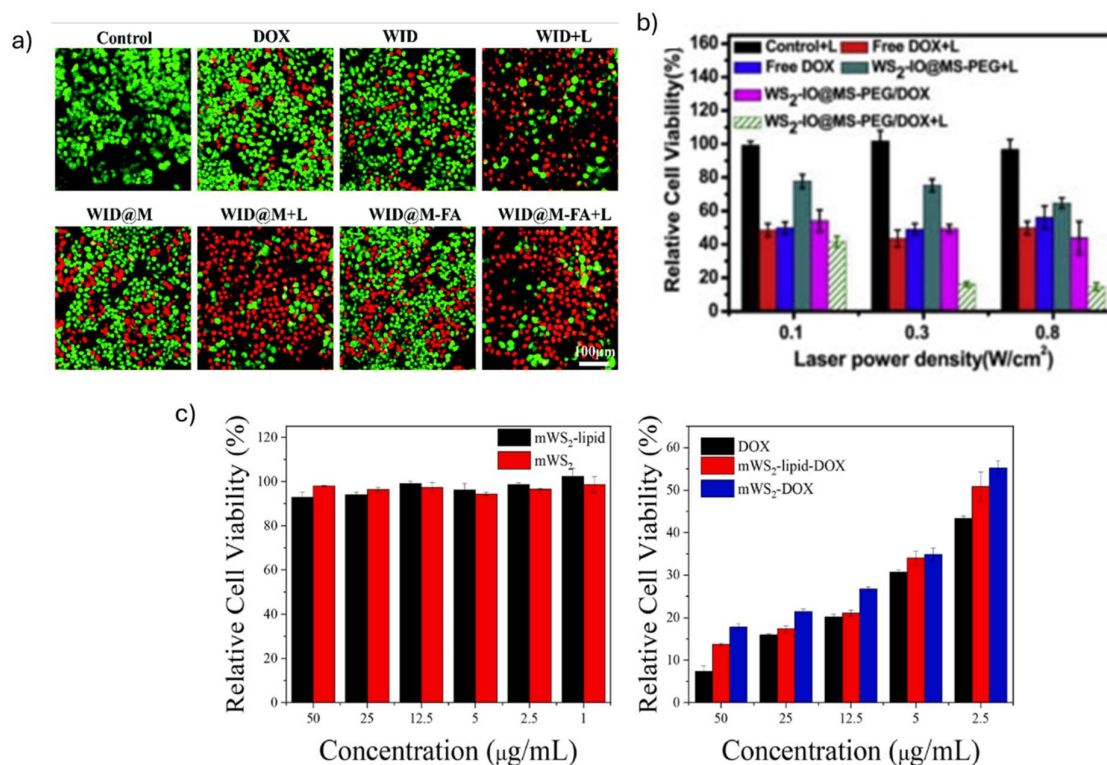 a)
Control DOX WID WID+L
WID@M WID@M+L WID@M-FA WID@M-FA+L
100μm
b)
Relative Cell Viability(%)
160
140
120
100
80
60
40
20
0
Control+L Free DOX+L
Free DOX WS2-IO@MS-PEG+L
WS2-IO@MS-PEG/DOX
WS2-IO@MS-PEG/DOX+L
0.1 0.3 0.8
Laser power density(W/cm²)
c)
Relative Cell Viability (%)
120
100
80
60
40
20
0
mWS2-lipid
mWS2
50 25 12.5 5 2.5 1
Concentration (μg/mL)
Relative Cell Viability (%)
60
50
40
30
20
10
0
DOX
mWS2-lipid-DOX
mWS2-DOX
50 25 12.5 5 2.5
Concentration (μg/mL)